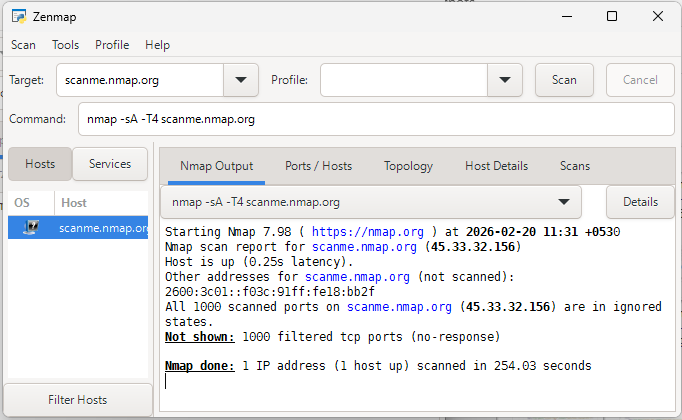 Zenmap
Scan Tools Profile Help
Target: scanme.nmap.org Profile: Scan Cancel
Command: nmap -sA -T4 scanme.nmap.org
Hosts Services
Nmap Output Ports / Hosts Topology Host Details Scans
OS Host
nmap -sA -T4 scanme.nmap.org Details
scanme.nmap.org
Starting Nmap 7.98 ( https://nmap.org ) at 2026-02-20 11:31 +0530
Nmap scan report for scanme.nmap.org (45.33.32.156)
Host is up (0.25s latency).
Other addresses for scanme.nmap.org (not scanned):
2600:3c01::f03c:91ff:fe18:bb2f
All 1000 scanned ports on scanme.nmap.org (45.33.32.156) are in ignored
states.
Not shown: 1000 filtered tcp ports (no-response)
Nmap done: 1 IP address (1 host up) scanned in 254.03 seconds
Filter Hosts